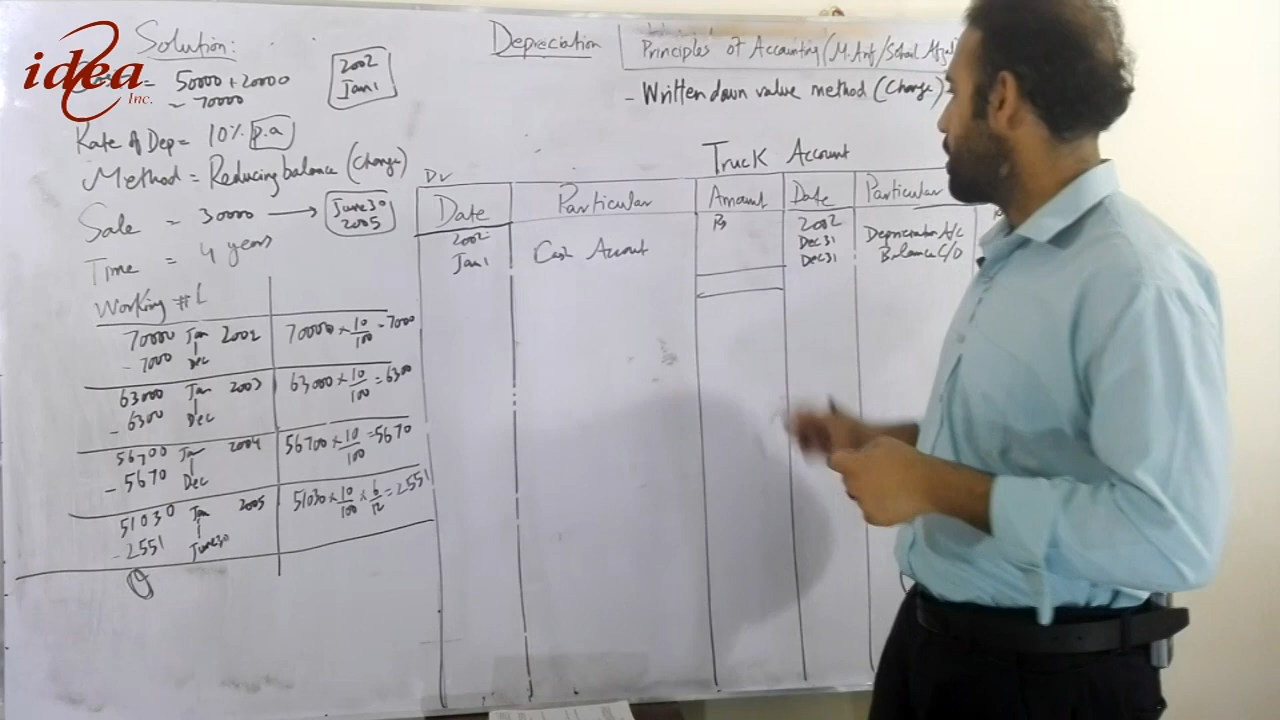 idea
Inc.
Solution:
= 50000 + 20000
= 70000
2002
Jan 1
Rate of Dep = 10% p.a
Method = Reducing balance (Change)
Sale = 30000 → June 30
2005
Time = 4 years
Working #1
70000 Jan 2002 70000 × 10/100 = 7000
- 7000 Dec
63000 Jan 2003 63000 × 10/100 = 6300
- 6300 Dec
56700 Jan 2004 56700 × 10/100 = 5670
- 5670 Dec
51030 Jan 2005 51030 × 10/100 × 6/12 = 2551
- 2551 June 30
0
Depreciation
Principles of Accounting (M. Arif/Sohail Afzal)
- Written down value method (Change)
Truck Account
Dr
Date Particular Amount Date Particular
2002 Rs 2002
Jan 1 Cash Account Dec 31 Depreciation A/C
Dec 31 Balance C/D